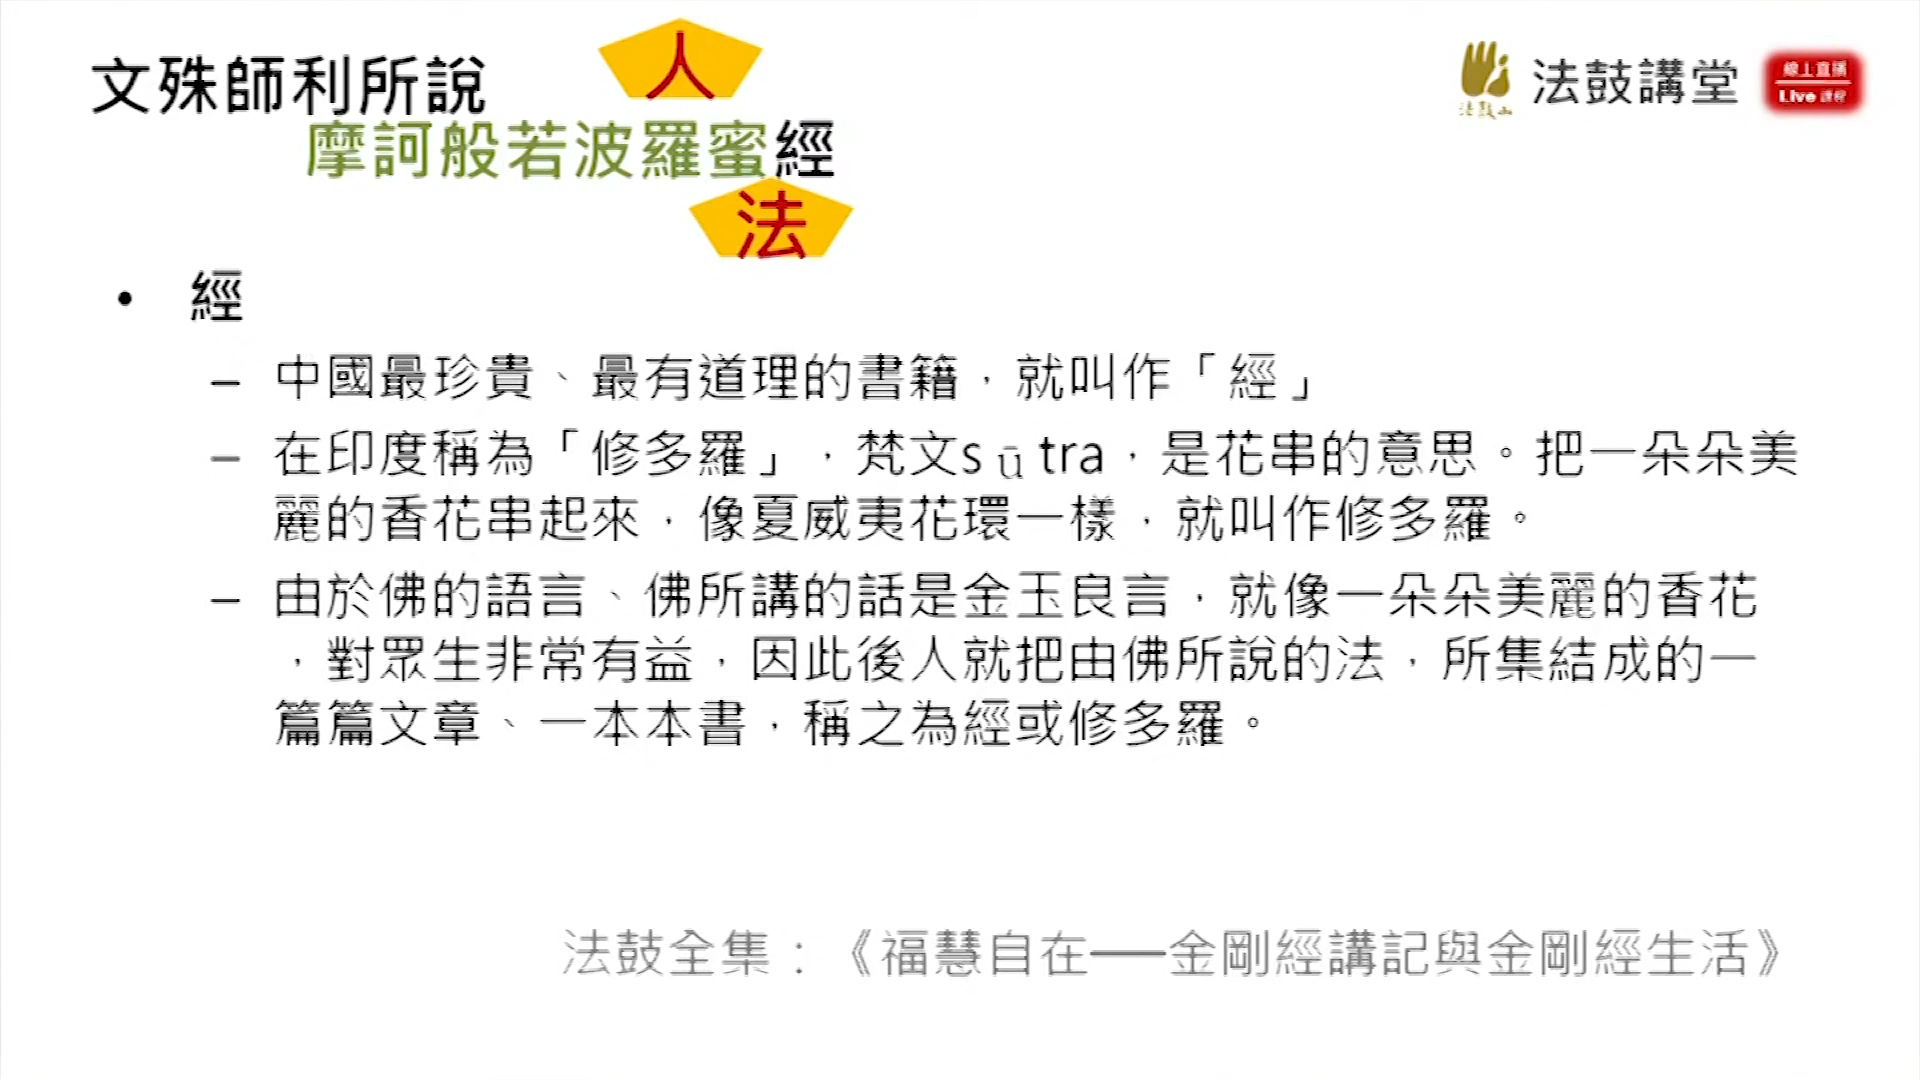 文殊師利所說
人
摩訶般若波羅蜜經
法
法鼓山
法鼓講堂
線上直播
Live 課程
• 經
– 中國最珍貴、最有道理的書籍，就叫作「經」
– 在印度稱為「修多羅」，梵文sūtra，是花串的意思。把一朵朵美
麗的香花串起來，像夏威夷花環一樣，就叫作修多羅。
– 由於佛的語言、佛所講的話是金玉良言，就像一朵朵美麗的香花
，對眾生非常有益，因此後人就把由佛所說的法，所集結成的一
篇篇文章、一本本書，稱之為經或修多羅。
法鼓全集：《福慧自在──金剛經講記與金剛經生活》